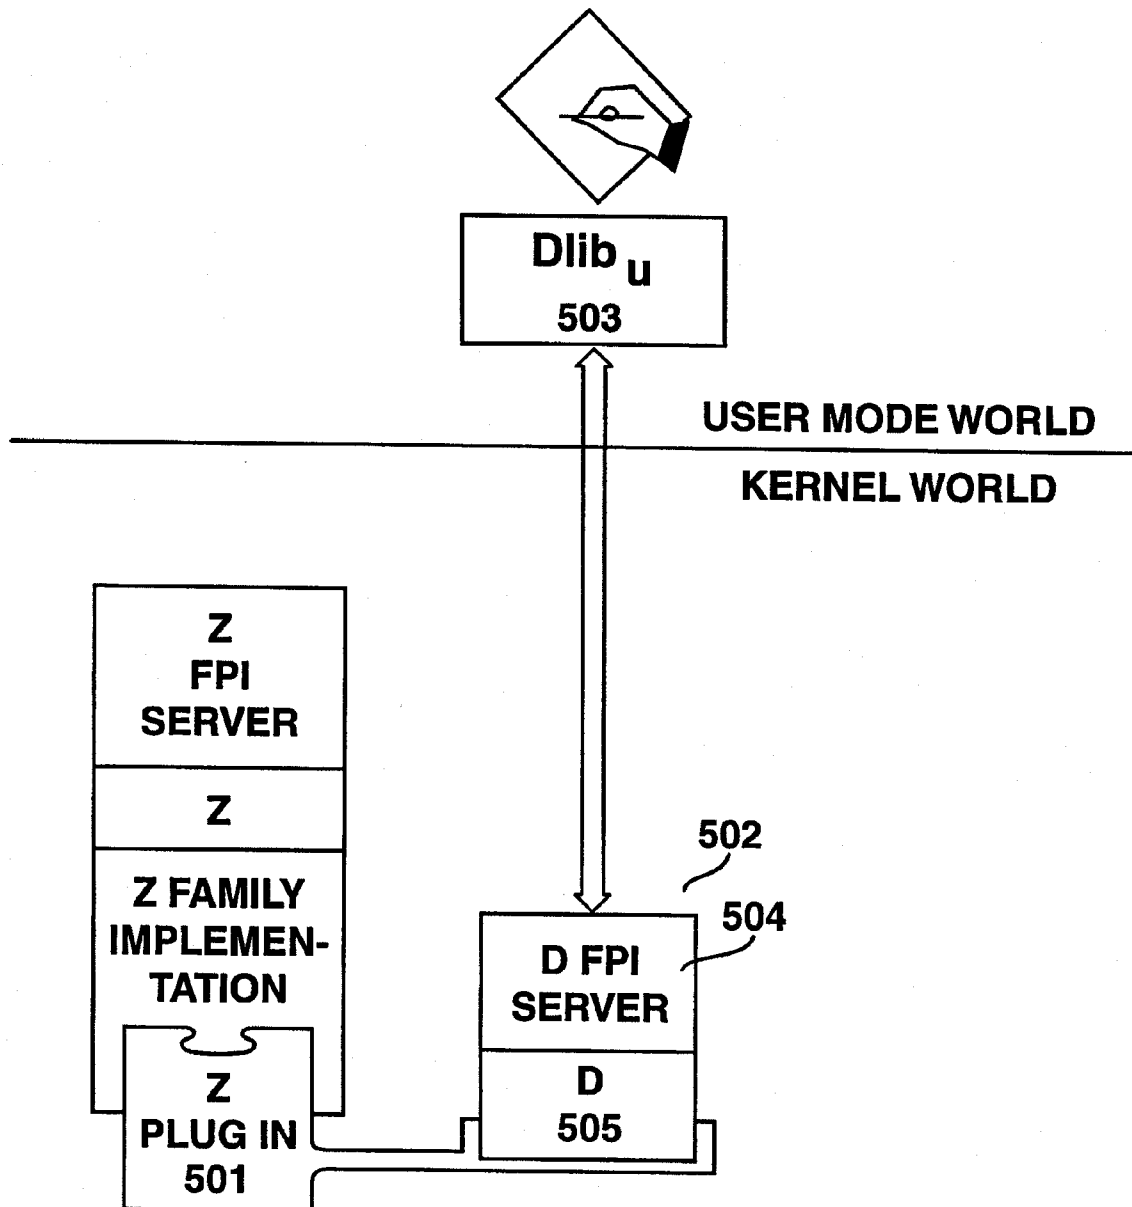 Dlib u
503
USER MODE WORLD
KERNEL WORLD
Z
FPI
SERVER
Z
Z FAMILY
IMPLEMEN-
TATION
Z
PLUG IN
501
502
504
D FPI
SERVER
D
505